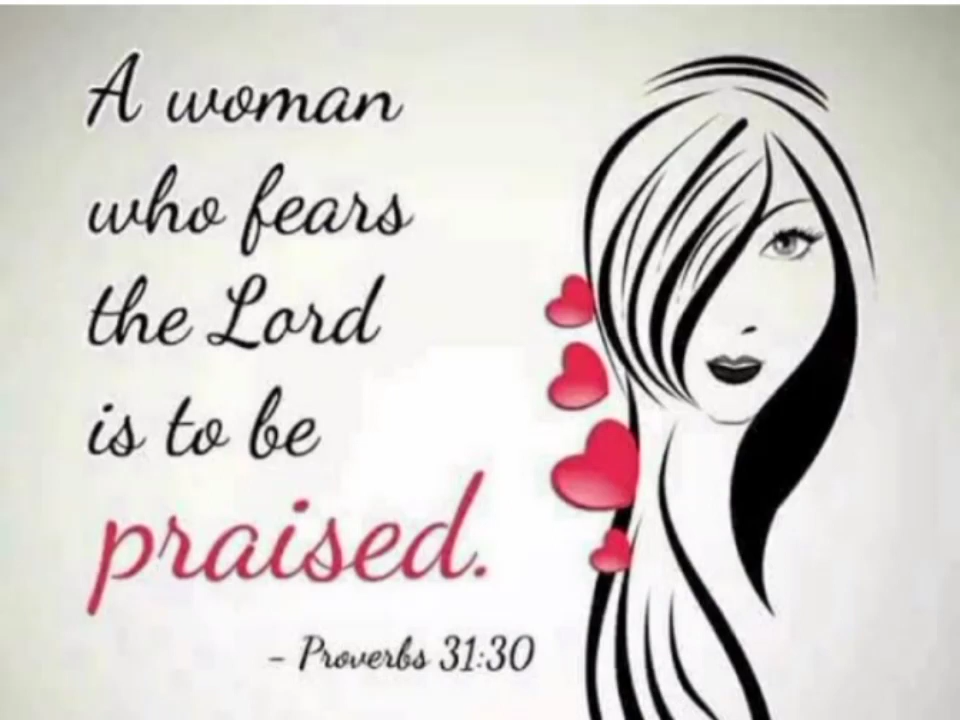 A woman
who fears
the Lord
is to be
praised.
- Proverbs 31:30